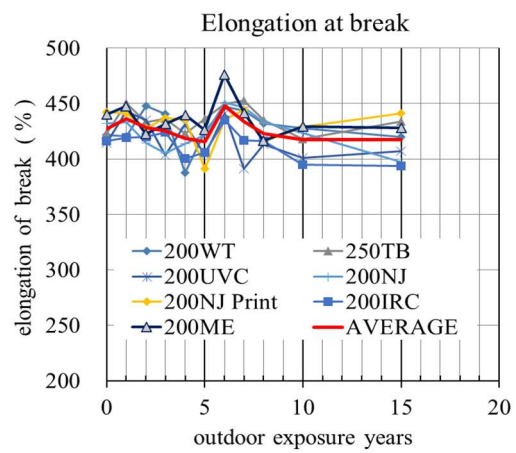 Elongation at break
500
450
400
350
300
250
200
elongation of break ( % )
200WT
250TB
200UVC
200NJ
200NJ Print
200IRC
200ME
AVERAGE
0 5 10 15 20
outdoor exposure years